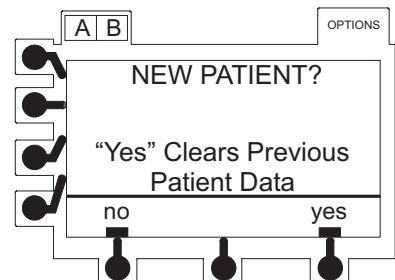 A B
OPTIONS
NEW PATIENT?
“Yes” Clears Previous
Patient Data
no yes